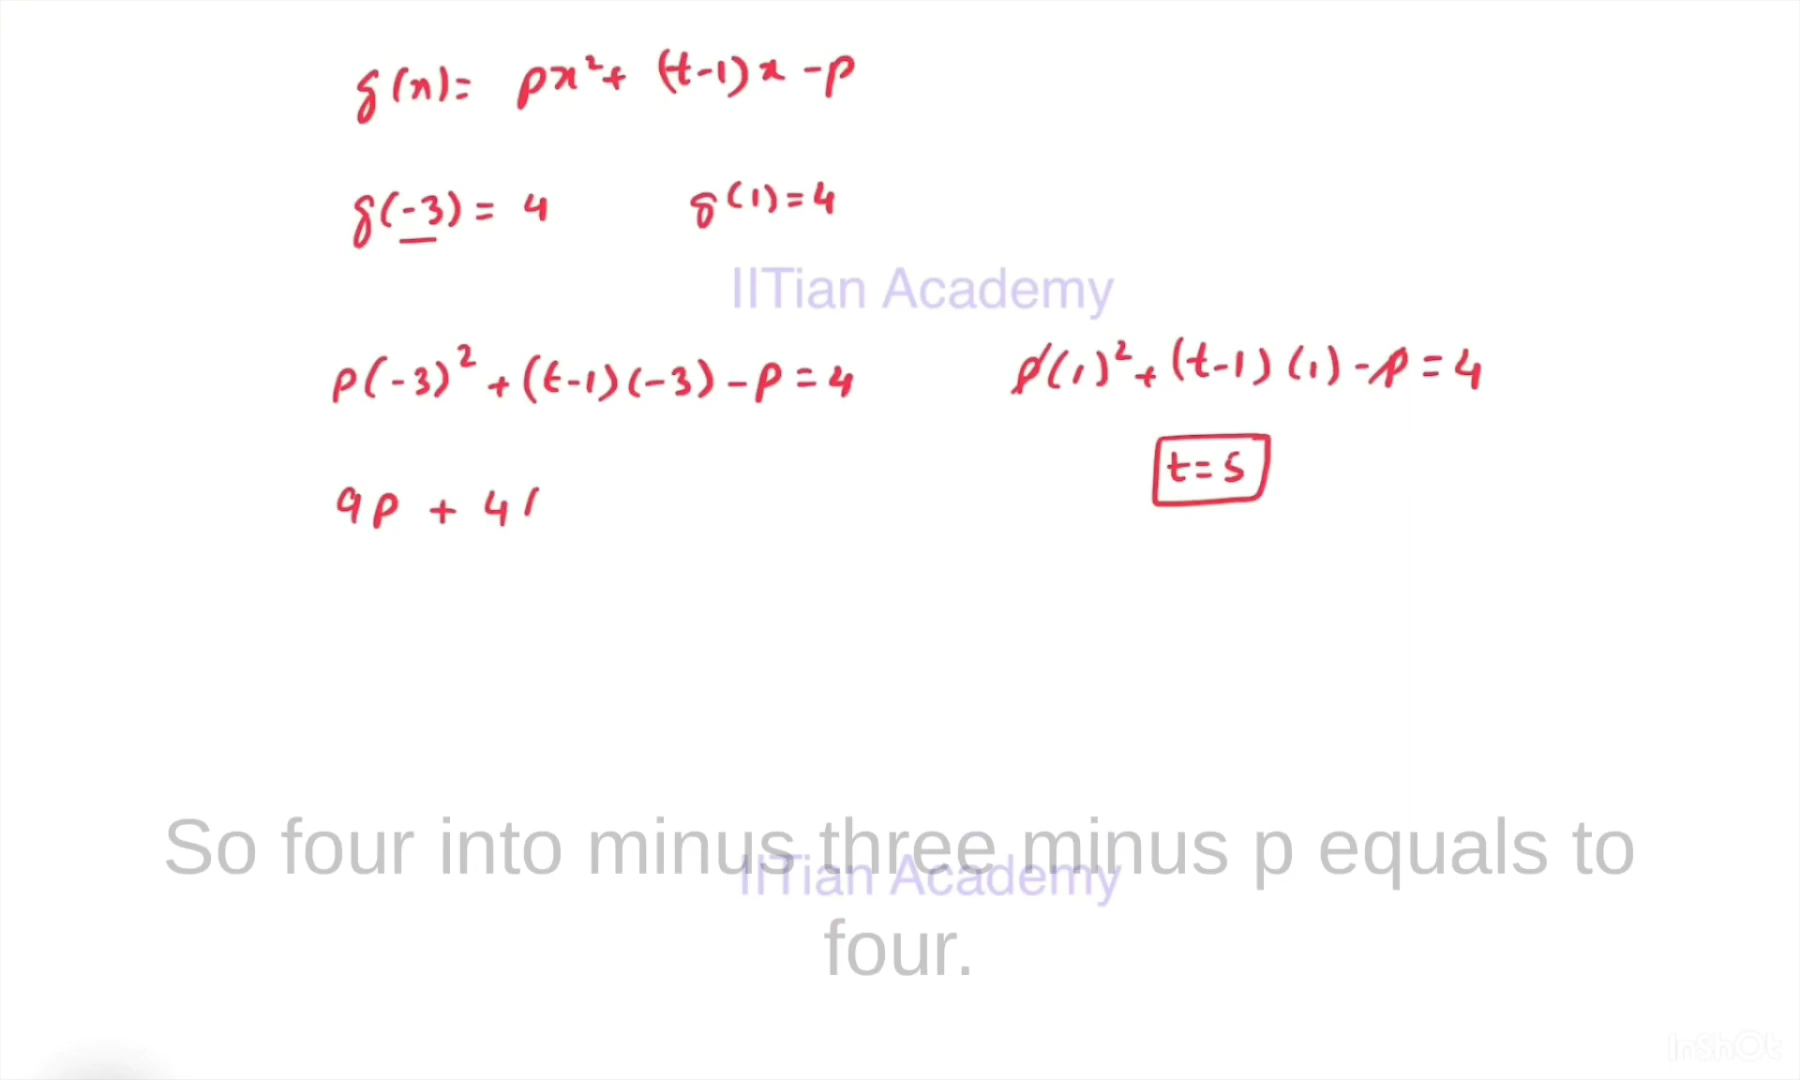 g(x)= px²+ (t-1)x -p
g(-3) = 4 g(1)=4
IITian Academy
p(-3)² +(t-1)(-3) -p =4 p(1)²+ (t-1)(1) -p =4
t=5
9p + 4(
So four into minus three minus p equals to
IITian Academy
four.
InShOt